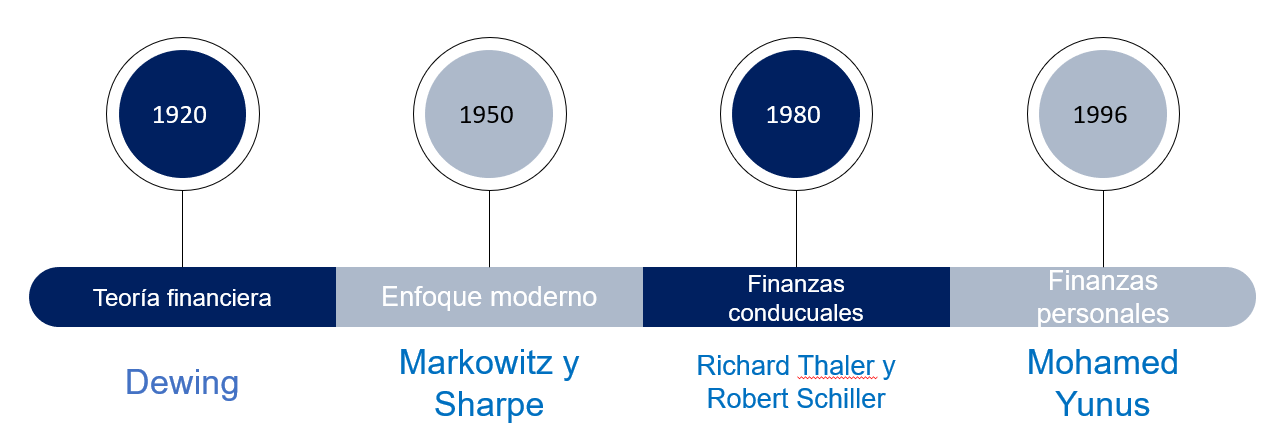 1920
1950
1980
1996
Teoría financiera
Enfoque moderno
Finanzas
conducuales
Finanzas
personales
Dewing
Markowitz y
Sharpe
Richard Thaler y
Robert Schiller
Mohamed
Yunus